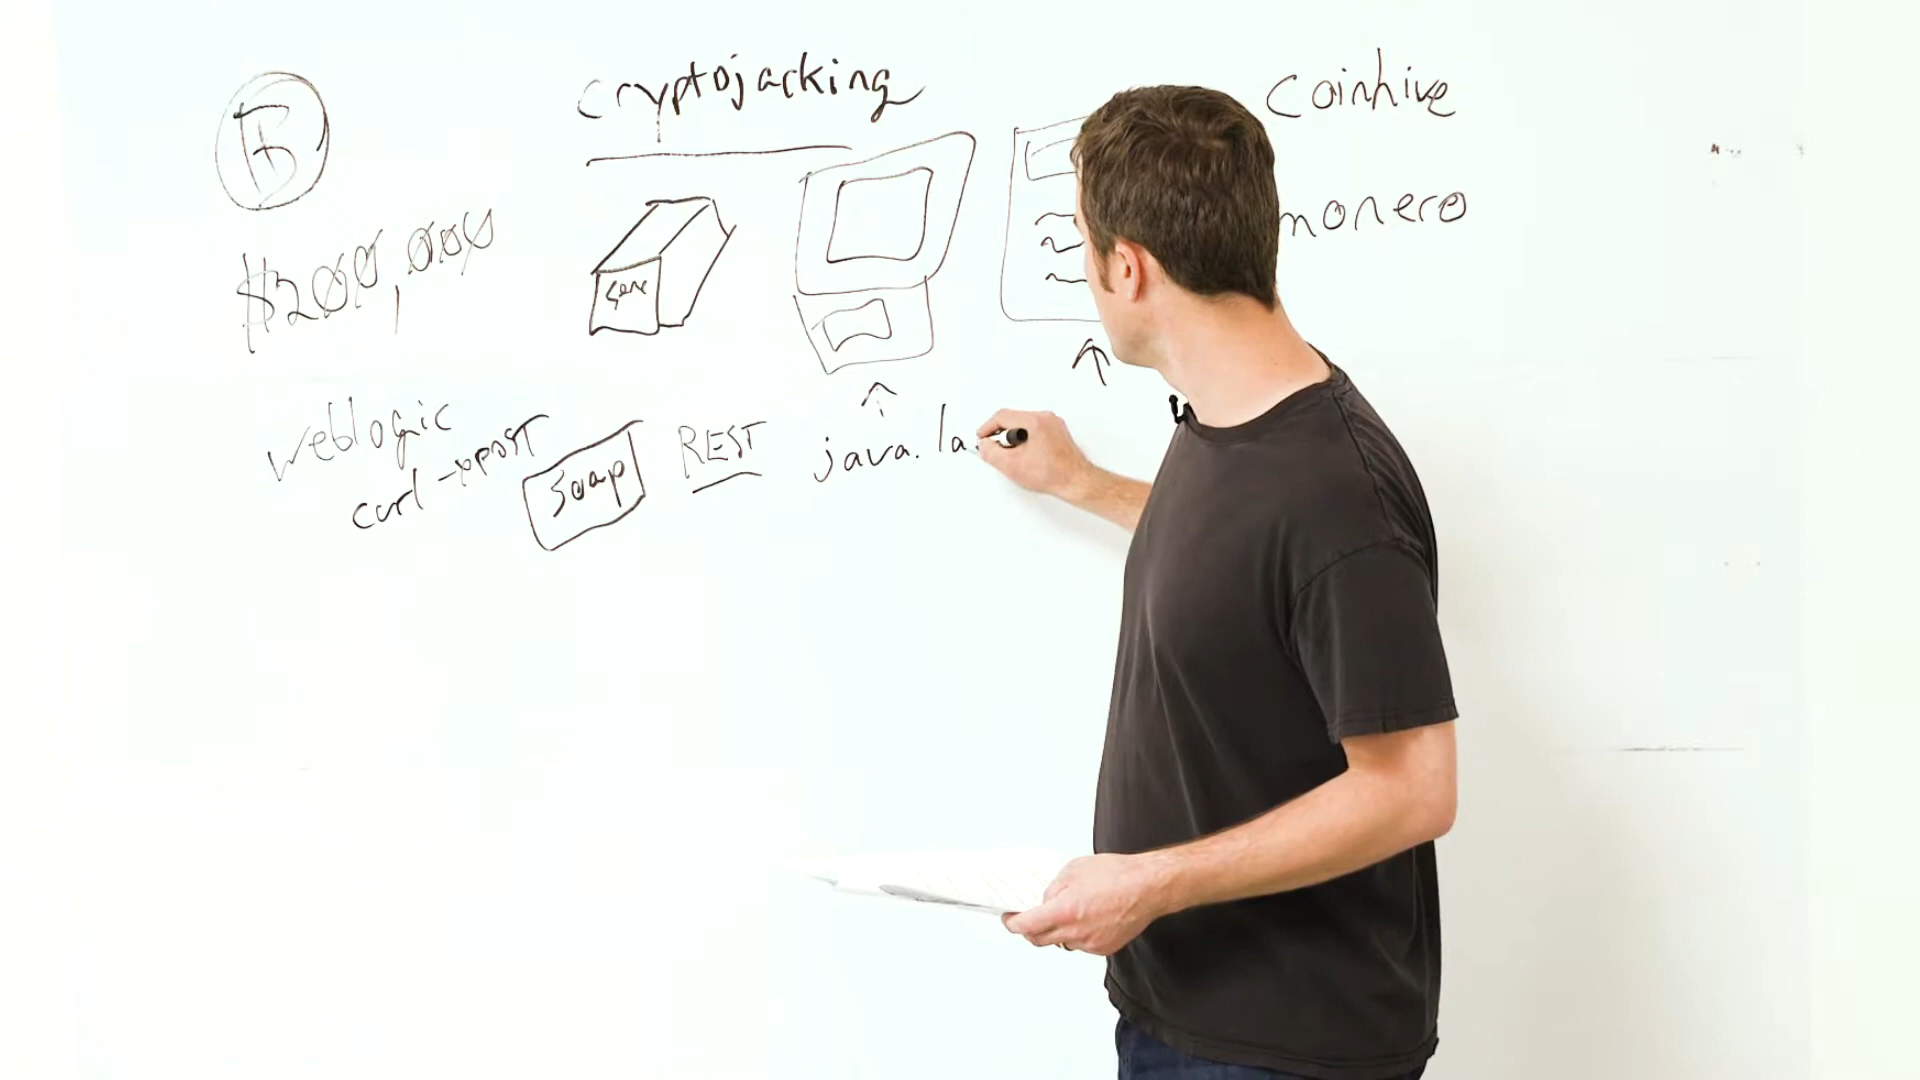 cryptojacking
coinhive
monero
$200,000
weblogic
curl -xpost
soap
REST
java.la